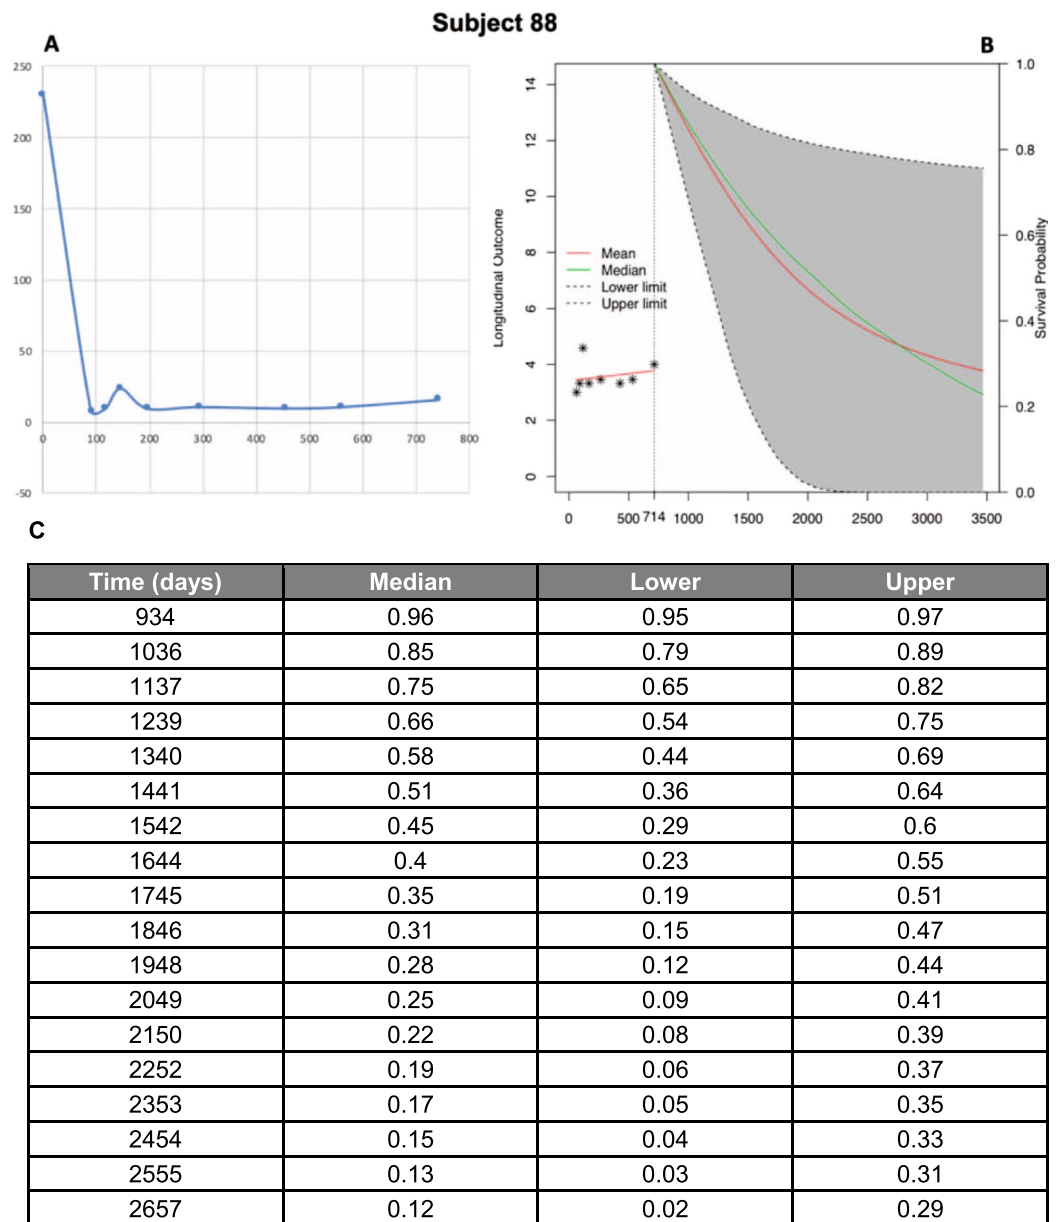 Subject 88
A
250
200
150
100
50
0
-50
0 100 200 300 400 500 600 700 800
B
14
12
10
8
6
4
2
0
Longitudinal Outcome
Mean
Median
Lower limit
Upper limit
1.0
0.8
0.6
0.4
0.2
0.0
Survival Probability
0 500 714 1000 1500 2000 2500 3000 3500
C
Time (days) Median Lower Upper
934 0.96 0.95 0.97
1036 0.85 0.79 0.89
1137 0.75 0.65 0.82
1239 0.66 0.54 0.75
1340 0.58 0.44 0.69
1441 0.51 0.36 0.64
1542 0.45 0.29 0.6
1644 0.4 0.23 0.55
1745 0.35 0.19 0.51
1846 0.31 0.15 0.47
1948 0.28 0.12 0.44
2049 0.25 0.09 0.41
2150 0.22 0.08 0.39
2252 0.19 0.06 0.37
2353 0.17 0.05 0.35
2454 0.15 0.04 0.33
2555 0.13 0.03 0.31
2657 0.12 0.02 0.29